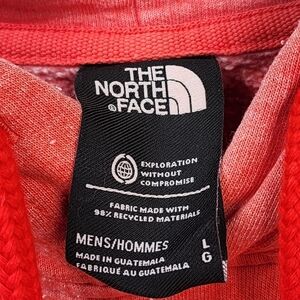 THE
NORTH
FACE
EXPLORATION
WITHOUT
COMPROMISE
FABRIC MADE WITH
98% RECYCLED MATERIALS
MENS/HOMMES
L
G
MADE IN GUATEMALA
FABRIQUÉ AU GUATEMALA